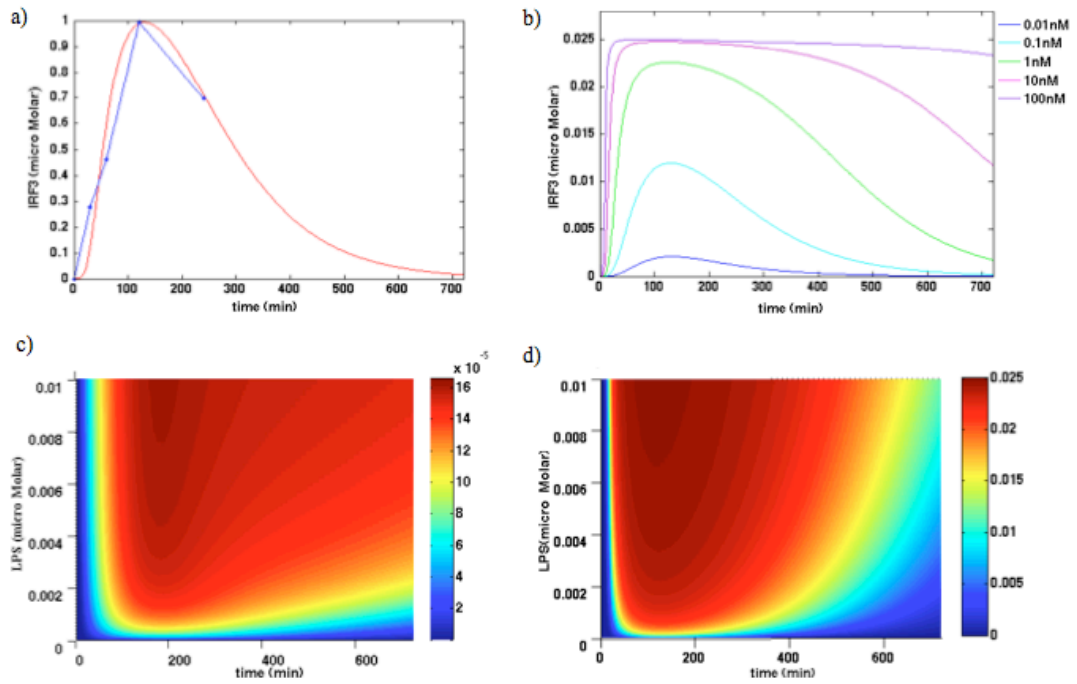 a)
IRF3 (micro Molar)
1
0.9
0.8
0.7
0.6
0.5
0.4
0.3
0.2
0.1
0
0 100 200 300 400 500 600 700
time (min)
b)
IRF3 (micro Molar)
0.025
0.02
0.015
0.01
0.005
0
0 100 200 300 400 500 600 700
time (min)
0.01nM
0.1nM
1nM
10nM
100nM
c)
LPS (micro Molar)
0.01
0.008
0.006
0.004
0.002
0
0 200 400 600
time (min)
x 10^-5
16
14
12
10
8
6
4
2
d)
LPS(micro Molar)
0.01
0.008
0.006
0.004
0.002
0
0 200 400 600
time (min)
0.025
0.020
0.015
0.01
0.005
0